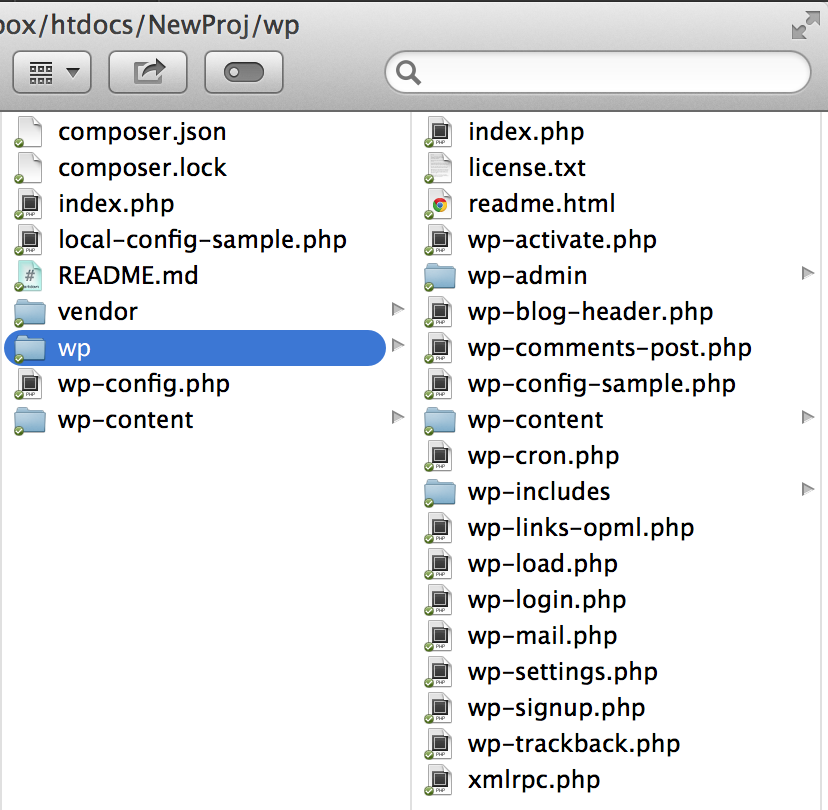 box/htdocs/NewProj/wp
composer.json
composer.lock
index.php
local-config-sample.php
README.md
vendor
wp
wp-config.php
wp-content
index.php
license.txt
readme.html
wp-activate.php
wp-admin
wp-blog-header.php
wp-comments-post.php
wp-config-sample.php
wp-content
wp-cron.php
wp-includes
wp-links-opml.php
wp-load.php
wp-login.php
wp-mail.php
wp-settings.php
wp-signup.php
wp-trackback.php
xmlrpc.php